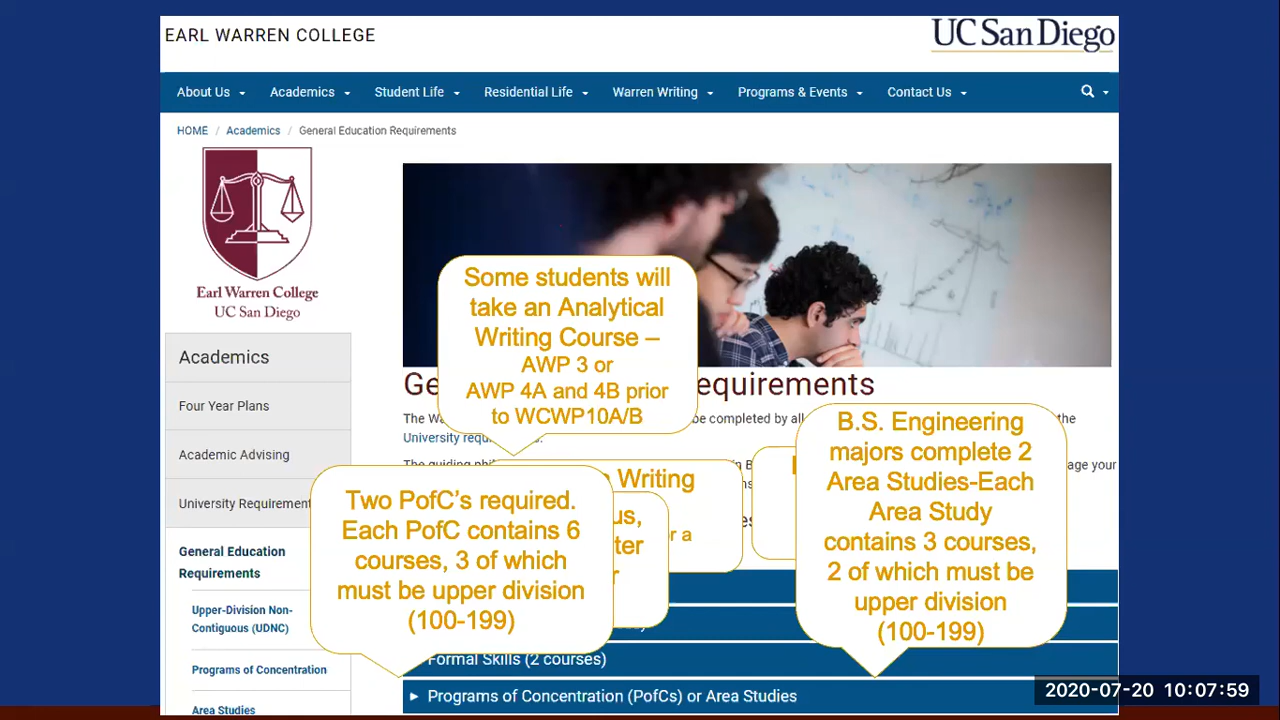 EARL WARREN COLLEGE
UC San Diego
About Us
Academics
Student Life
Residential Life
Warren Writing
Programs & Events
Contact Us
HOME / Academics / General Education Requirements
Earl Warren College
UC San Diego
Academics
Four Year Plans
Academic Advising
University Requirement
General Education
Requirements
Upper-Division Non-
Contiguous (UDNC)
Programs of Concentration
Area Studies
Some students will
take an Analytical
Writing Course –
AWP 3 or
AWP 4A and 4B prior
to WCWP10A/B
equirements
The
be completed by all
the
University
The guiding
age your
Writing
or a
Two PofC's required.
Each PofC contains 6
courses, 3 of which
must be upper division
(100-199)
B.S. Engineering
majors complete 2
Area Studies-Each
Area Study
contains 3 courses,
2 of which must be
upper division
(100-199)
Formal Skills (2 courses)
Programs of Concentration (PofCs) or Area Studies
2020-07-20 10:07:59